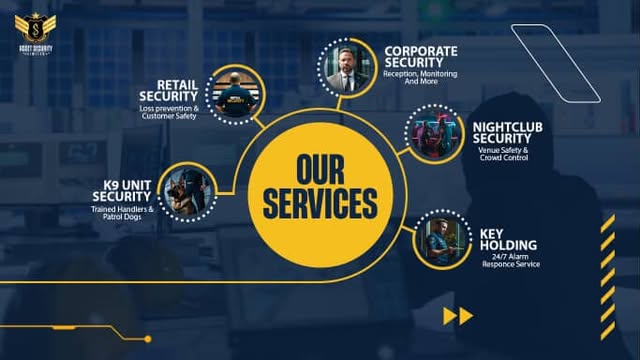 ASSET SECURITY
LIMITED
CORPORATE
SECURITY
Reception, Monitoring
And More
RETAIL
SECURITY
Loss prevention &
Customer Safety
NIGHTCLUB
SECURITY
Venue Safety &
Crowd Control
OUR
SERVICES
K9 UNIT
SECURITY
Trained Handlers &
Patrol Dogs
KEY
HOLDING
24/7 Alarm
Responce Service